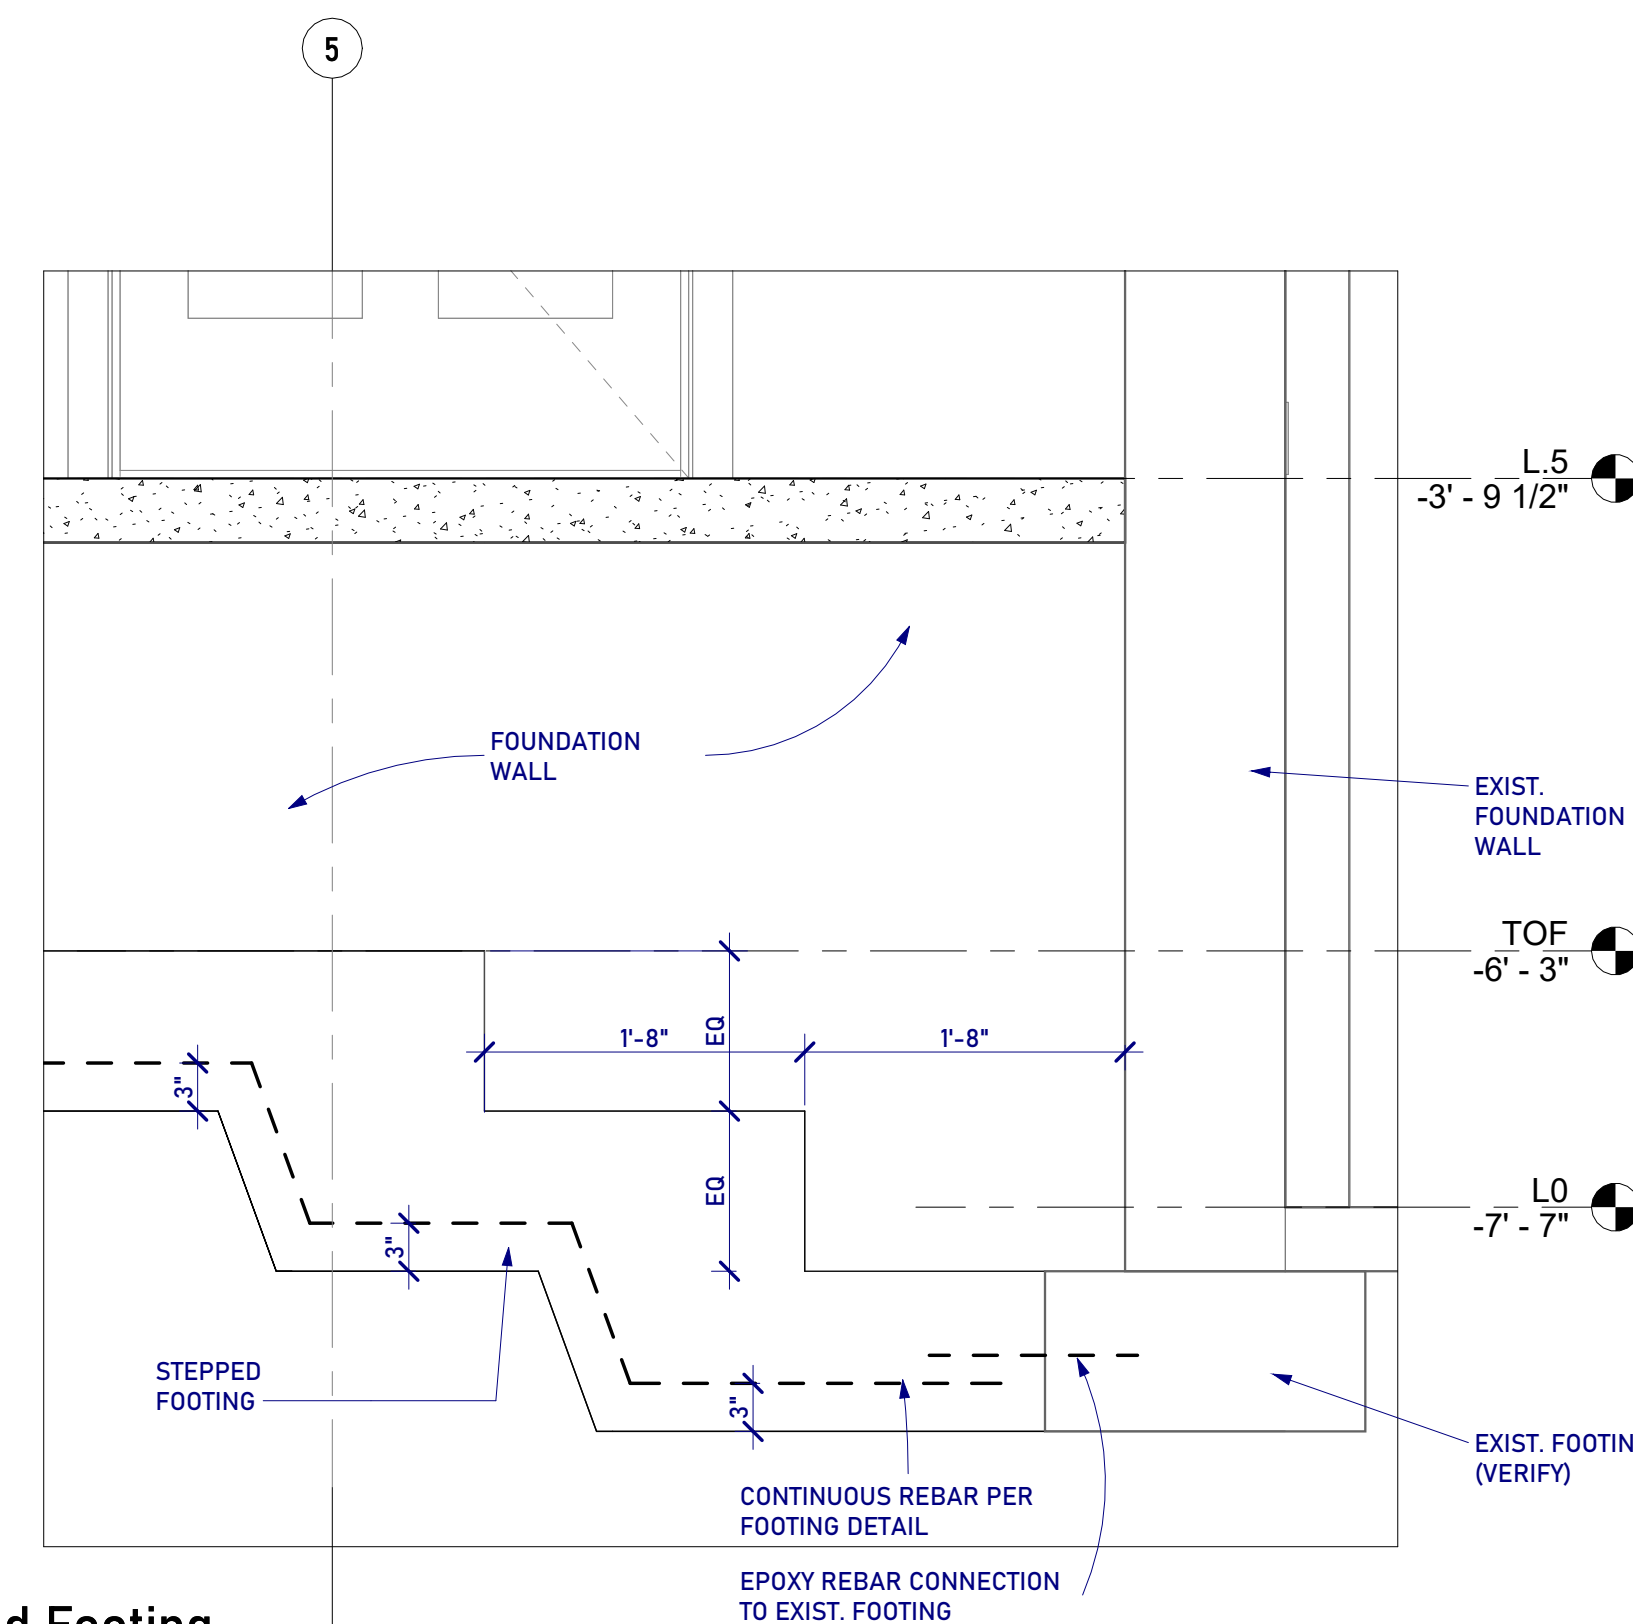 5
L.5
-3' - 9 1/2"
FOUNDATION
WALL
EXIST.
FOUNDATION
WALL
TOF
-6' - 3"
1'-8"
EQ
1'-8"
3"
EQ
L0
-7' - 7"
3"
STEPPED
FOOTING
3"
EXIST. FOOTIN
(VERIFY)
CONTINUOUS REBAR PER
FOOTING DETAIL
EPOXY REBAR CONNECTION
TO EXIST. FOOTING
d Footing